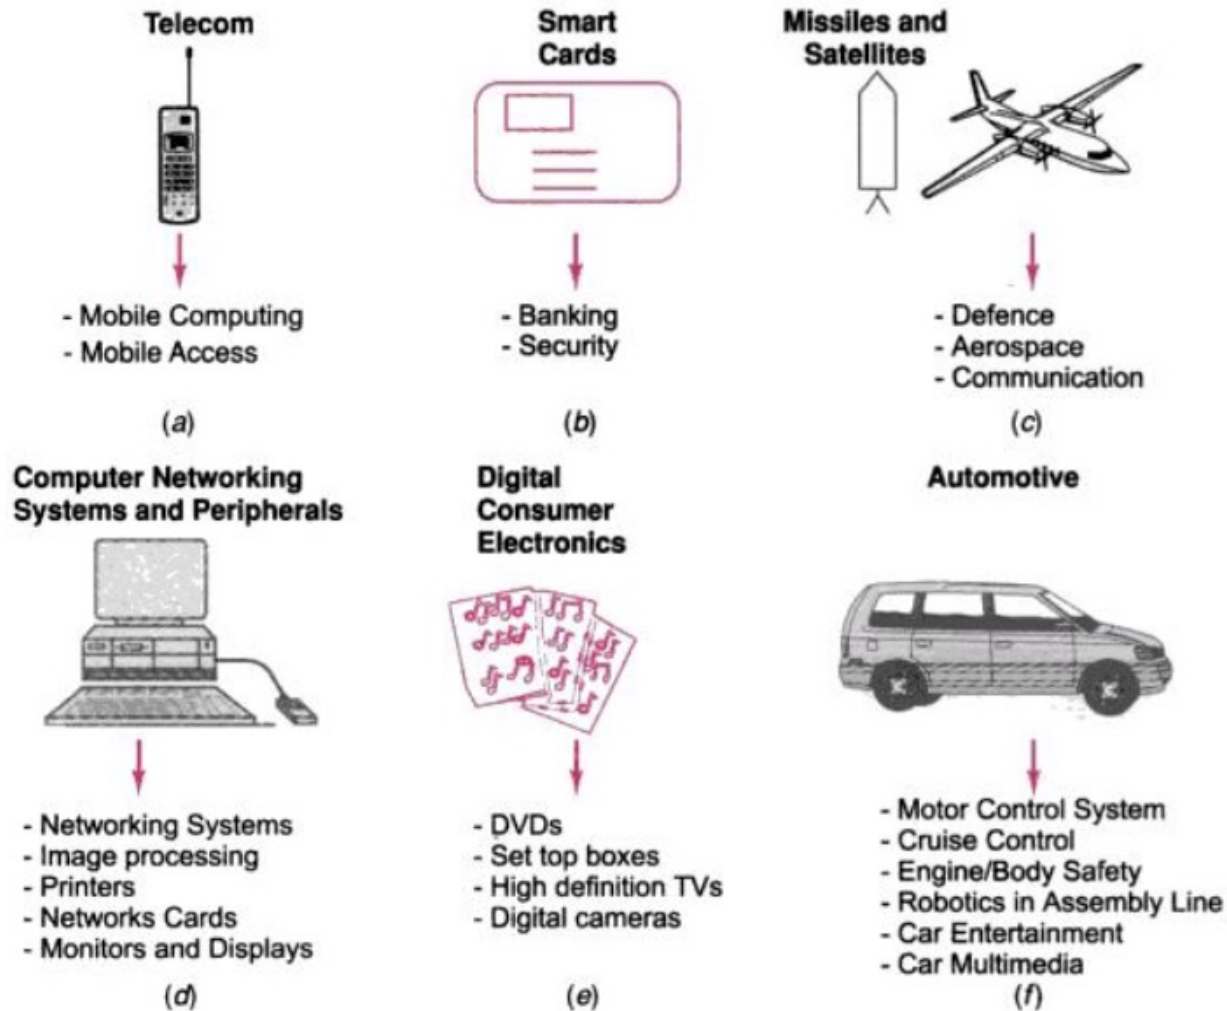 Telecom
- Mobile Computing
- Mobile Access
(a)
Smart
Cards
- Banking
- Security
(b)
Missiles and
Satellites
- Defence
- Aerospace
- Communication
(c)
Computer Networking
Systems and Peripherals
- Networking Systems
- Image processing
- Printers
- Networks Cards
- Monitors and Displays
(d)
Digital
Consumer
Electronics
- DVDs
- Set top boxes
- High definition TVs
- Digital cameras
(e)
Automotive
- Motor Control System
- Cruise Control
- Engine/Body Safety
- Robotics in Assembly Line
- Car Entertainment
- Car Multimedia
(f)